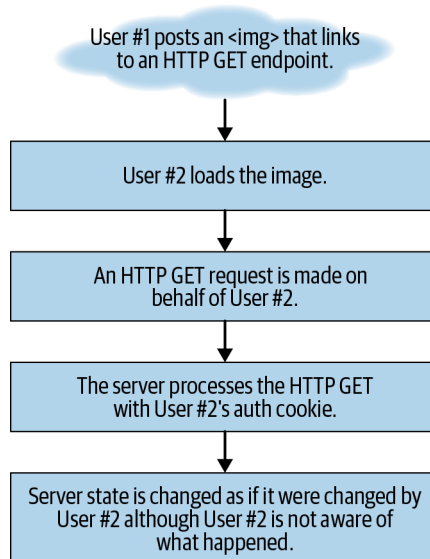 User #1 posts an <img> that links
to an HTTP GET endpoint.
User #2 loads the image.
An HTTP GET request is made on
behalf of User #2.
The server processes the HTTP GET
with User #2's auth cookie.
Server state is changed as if it were changed by
User #2 although User #2 is not aware of
what happened.